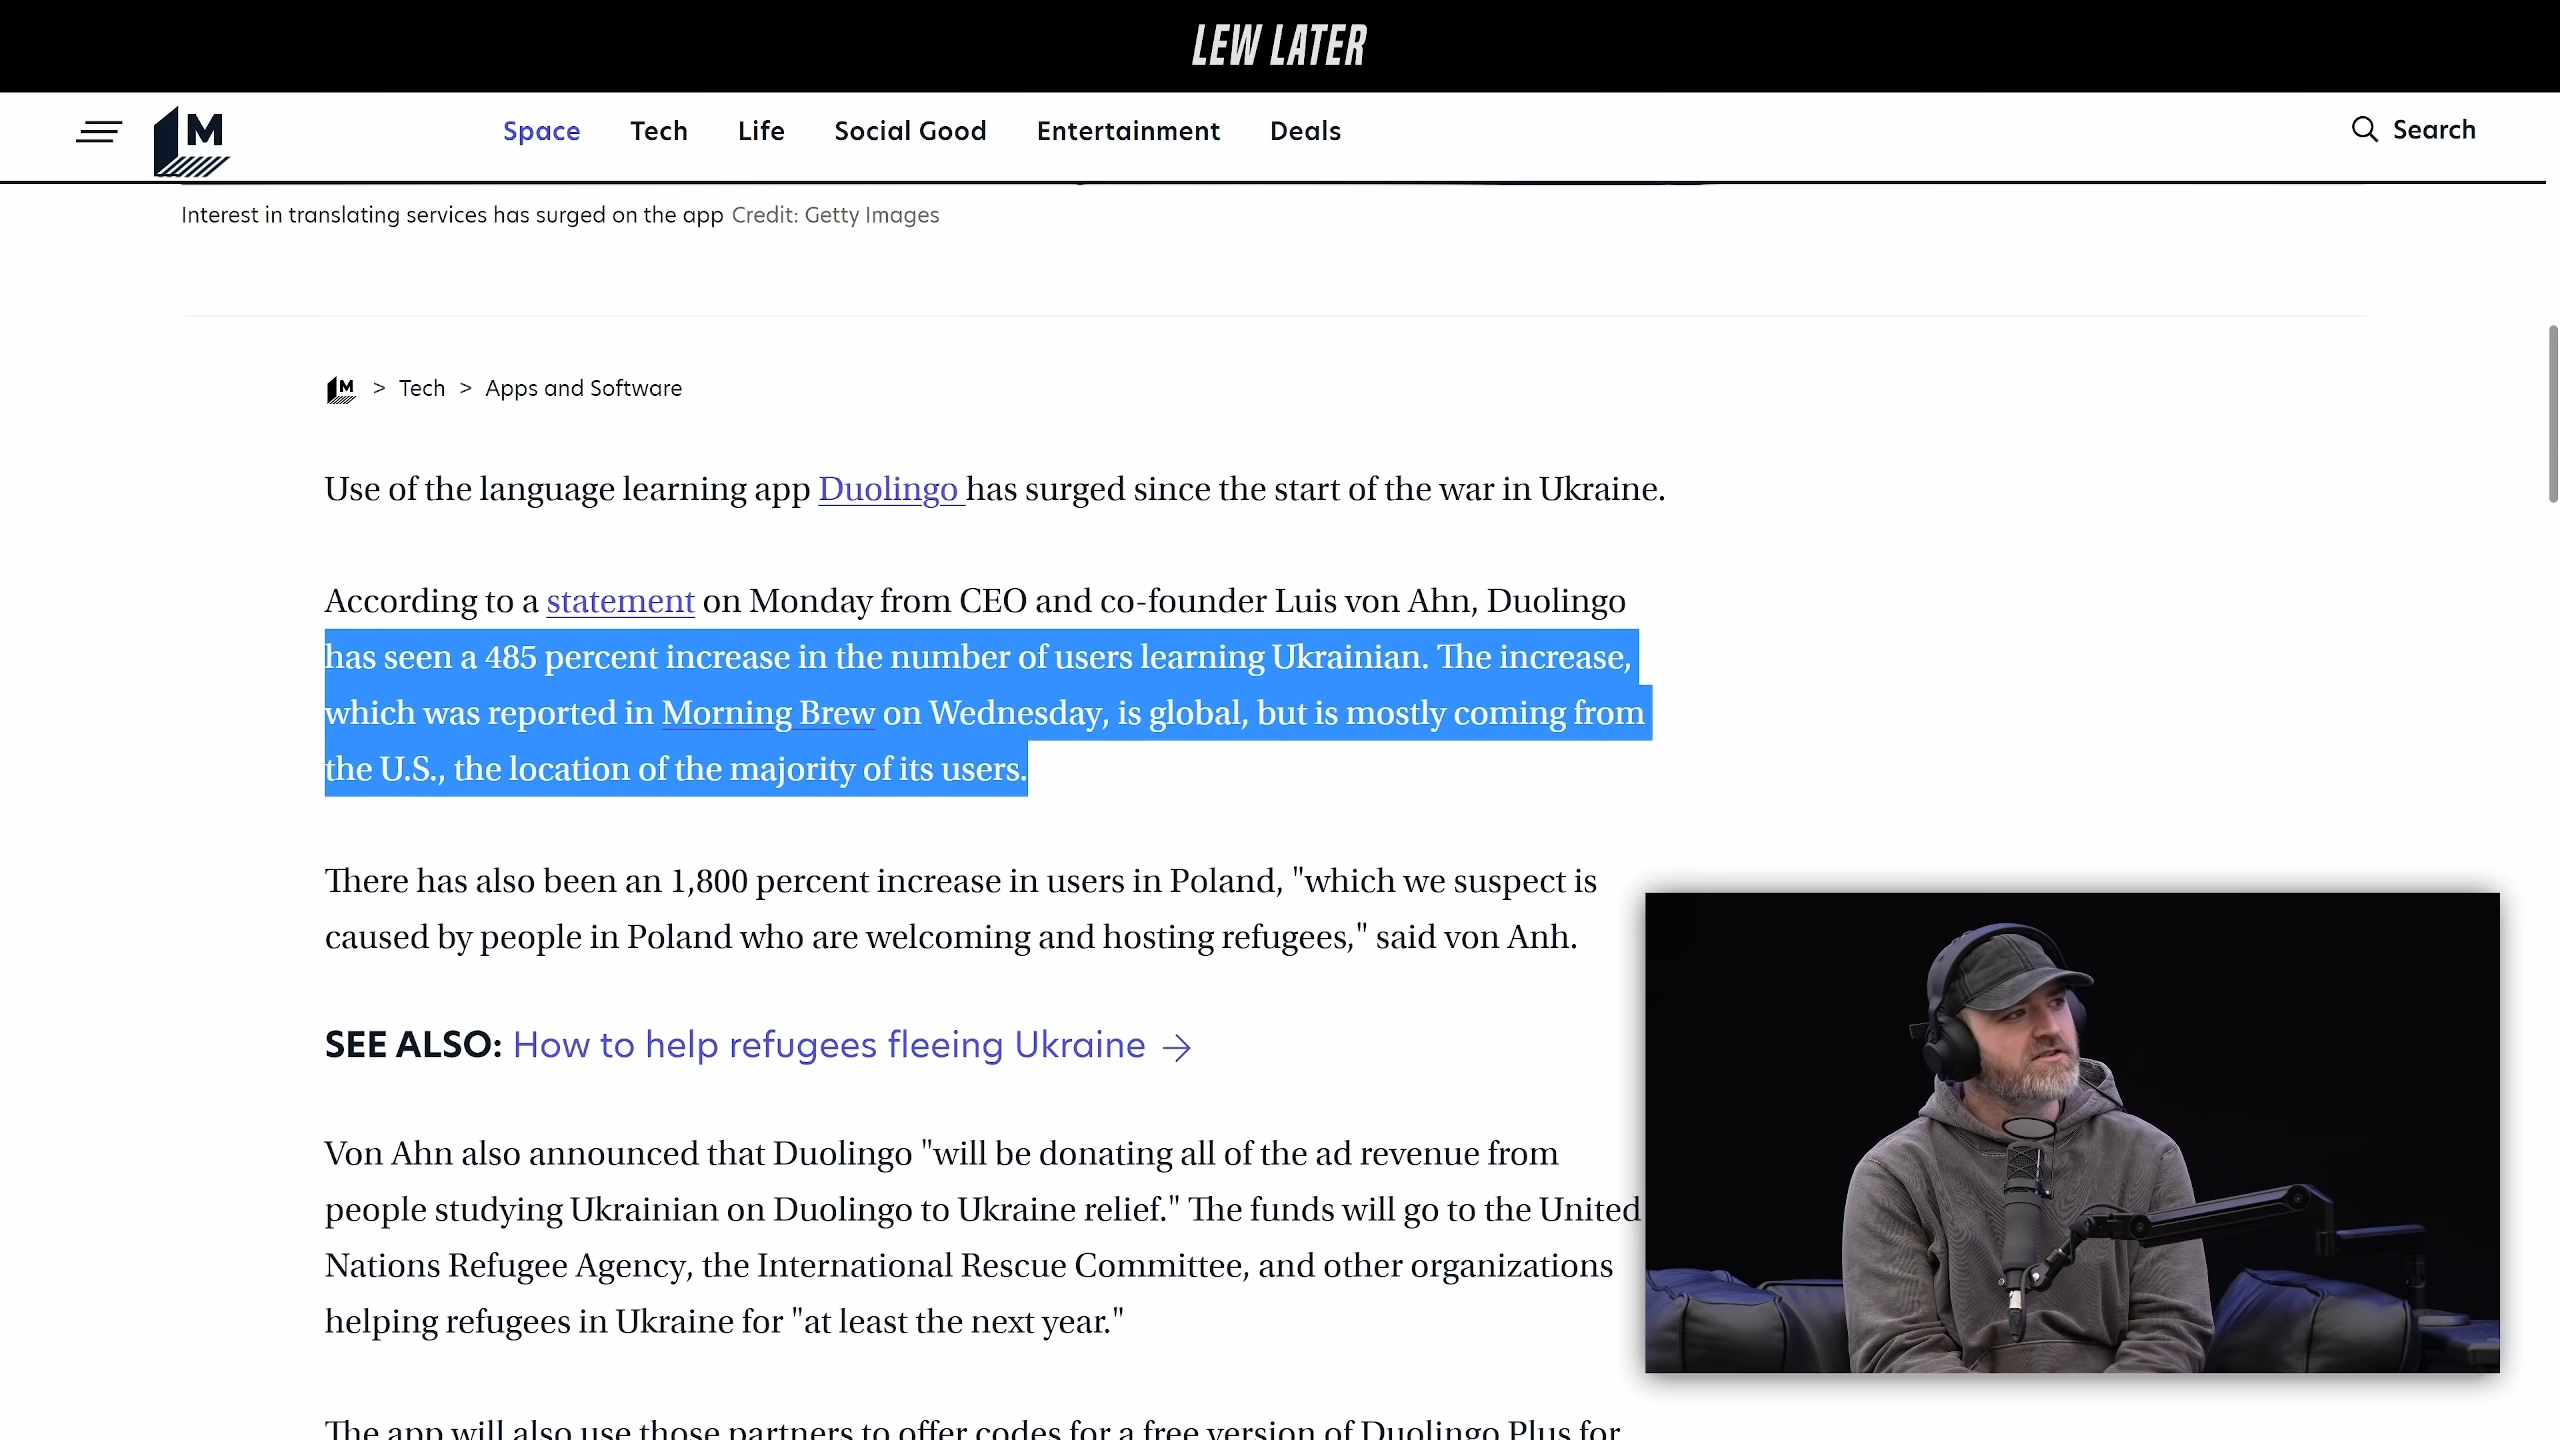 LEW LATER
M
Space Tech Life Social Good Entertainment Deals Search
Interest in translating services has surged on the app Credit: Getty Images
M > Tech > Apps and Software
Use of the language learning app Duolingo has surged since the start of the war in Ukraine.
According to a statement on Monday from CEO and co-founder Luis von Ahn, Duolingo
has seen a 485 percent increase in the number of users learning Ukrainian. The increase,
which was reported in Morning Brew on Wednesday, is global, but is mostly coming from
the U.S., the location of the majority of its users.
There has also been an 1,800 percent increase in users in Poland, "which we suspect is
caused by people in Poland who are welcoming and hosting refugees," said von Anh.
SEE ALSO: How to help refugees fleeing Ukraine →
Von Ahn also announced that Duolingo "will be donating all of the ad revenue from
people studying Ukrainian on Duolingo to Ukraine relief." The funds will go to the United
Nations Refugee Agency, the International Rescue Committee, and other organizations
helping refugees in Ukraine for "at least the next year."
The app will also use those partners to offer codes for a free version of Duolingo Plus for